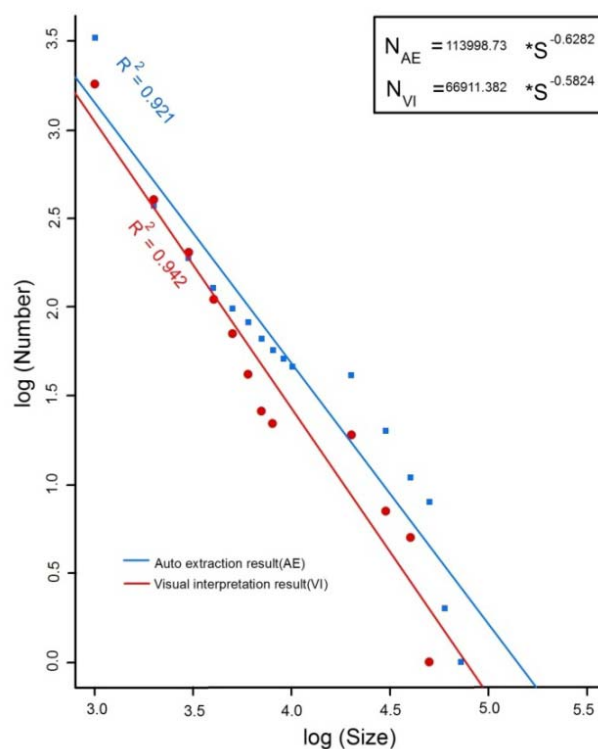 N_AE = 113998.73 *S^-0.6282
N_VI = 66911.382 *S^-0.5824
R^2 = 0.921
R^2 = 0.942
log (Number)
3.5
3.0
2.5
2.0
1.5
1.0
0.5
0.0
Auto extraction result(AE)
Visual interpretation result(VI)
3.0 3.5 4.0 4.5 5.0 5.5
log (Size)